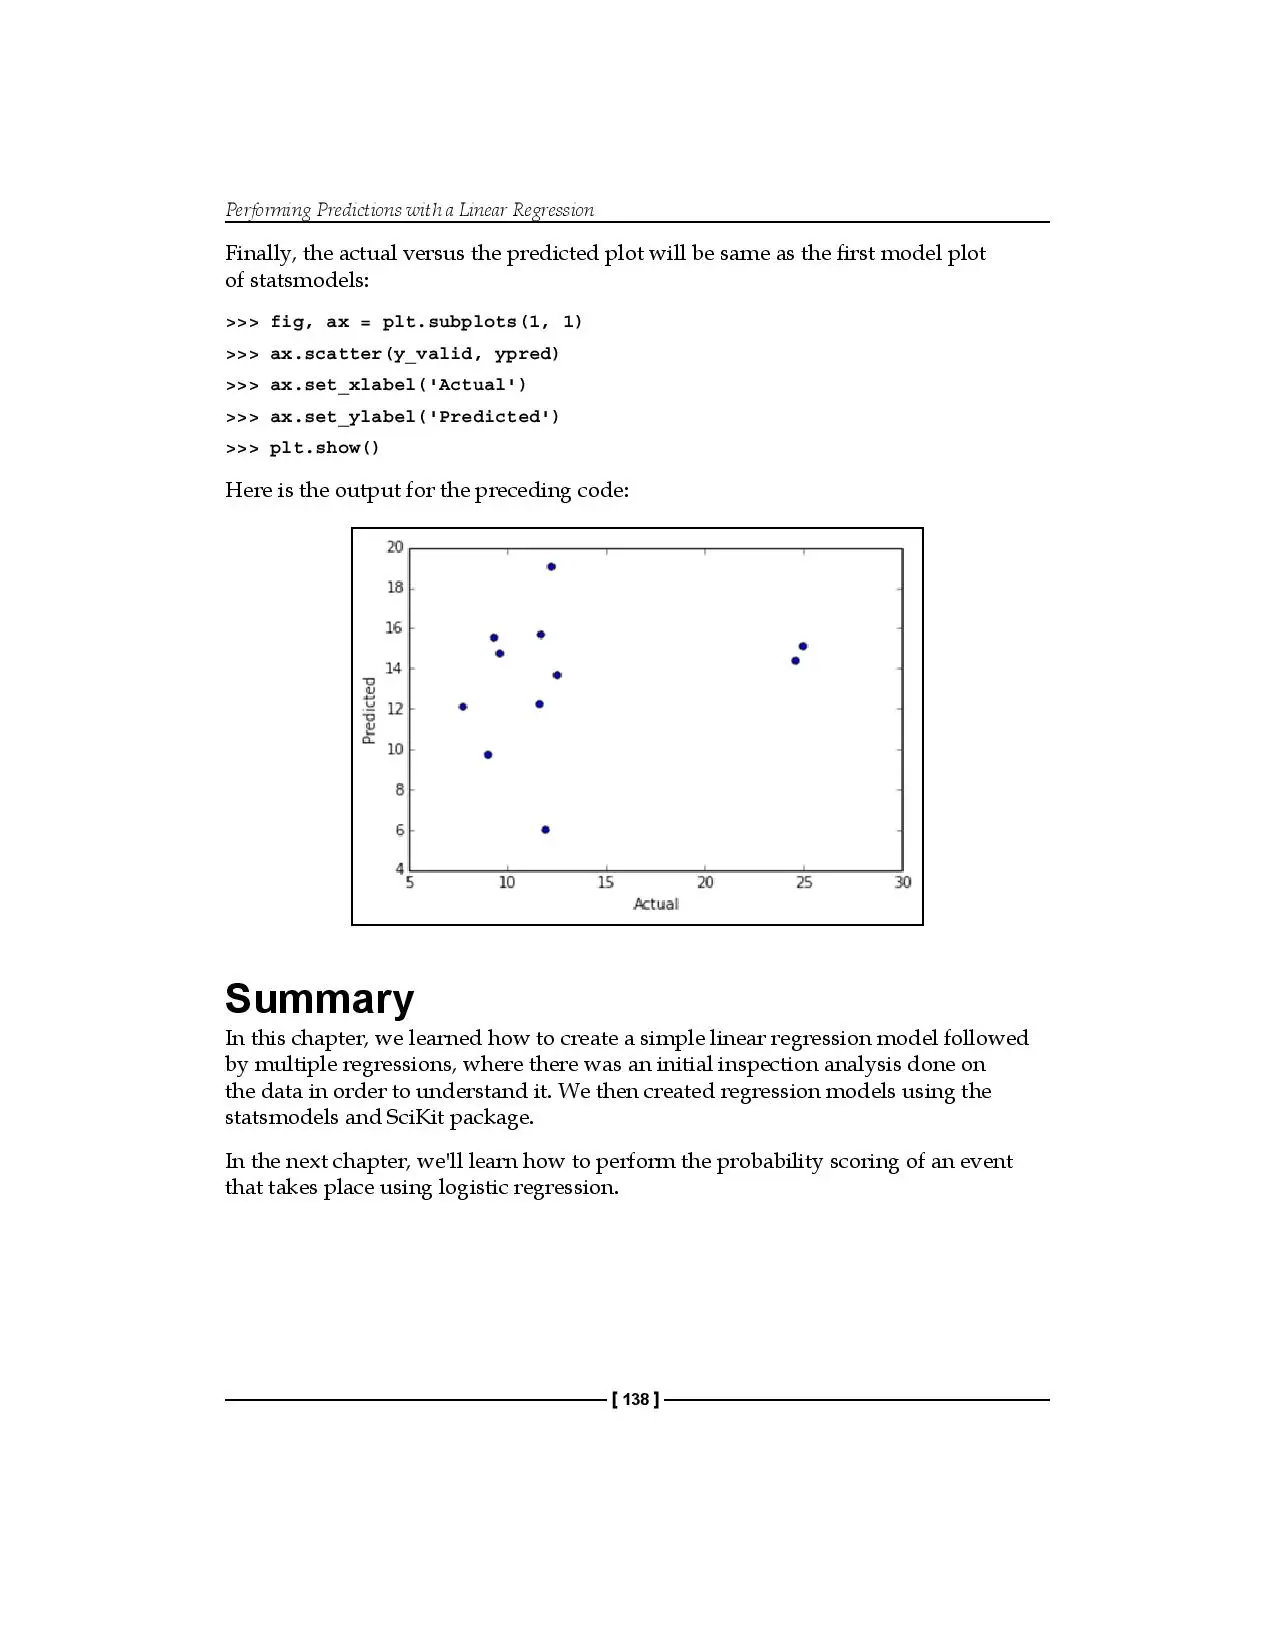 Performing Predictions with a Linear Regression
Finally, the actual versus the predicted plot will be same as the first model plot
of statsmodels:
>>> fig, ax = plt.subplots(1, 1)
>>> ax.scatter(y_valid, ypred)
>>> ax.set_xlabel('Actual')
>>> ax.set_ylabel('Predicted')
>>> plt.show()
Here is the output for the preceding code:
20
18
16
14
12
10
8
6
4
Predicted
5 10 15 20 25 30
Actual
Summary
In this chapter, we learned how to create a simple linear regression model followed
by multiple regressions, where there was an initial inspection analysis done on
the data in order to understand it. We then created regression models using the
statsmodels and SciKit package.
In the next chapter, we'll learn how to perform the probability scoring of an event
that takes place using logistic regression.
[ 138 ]